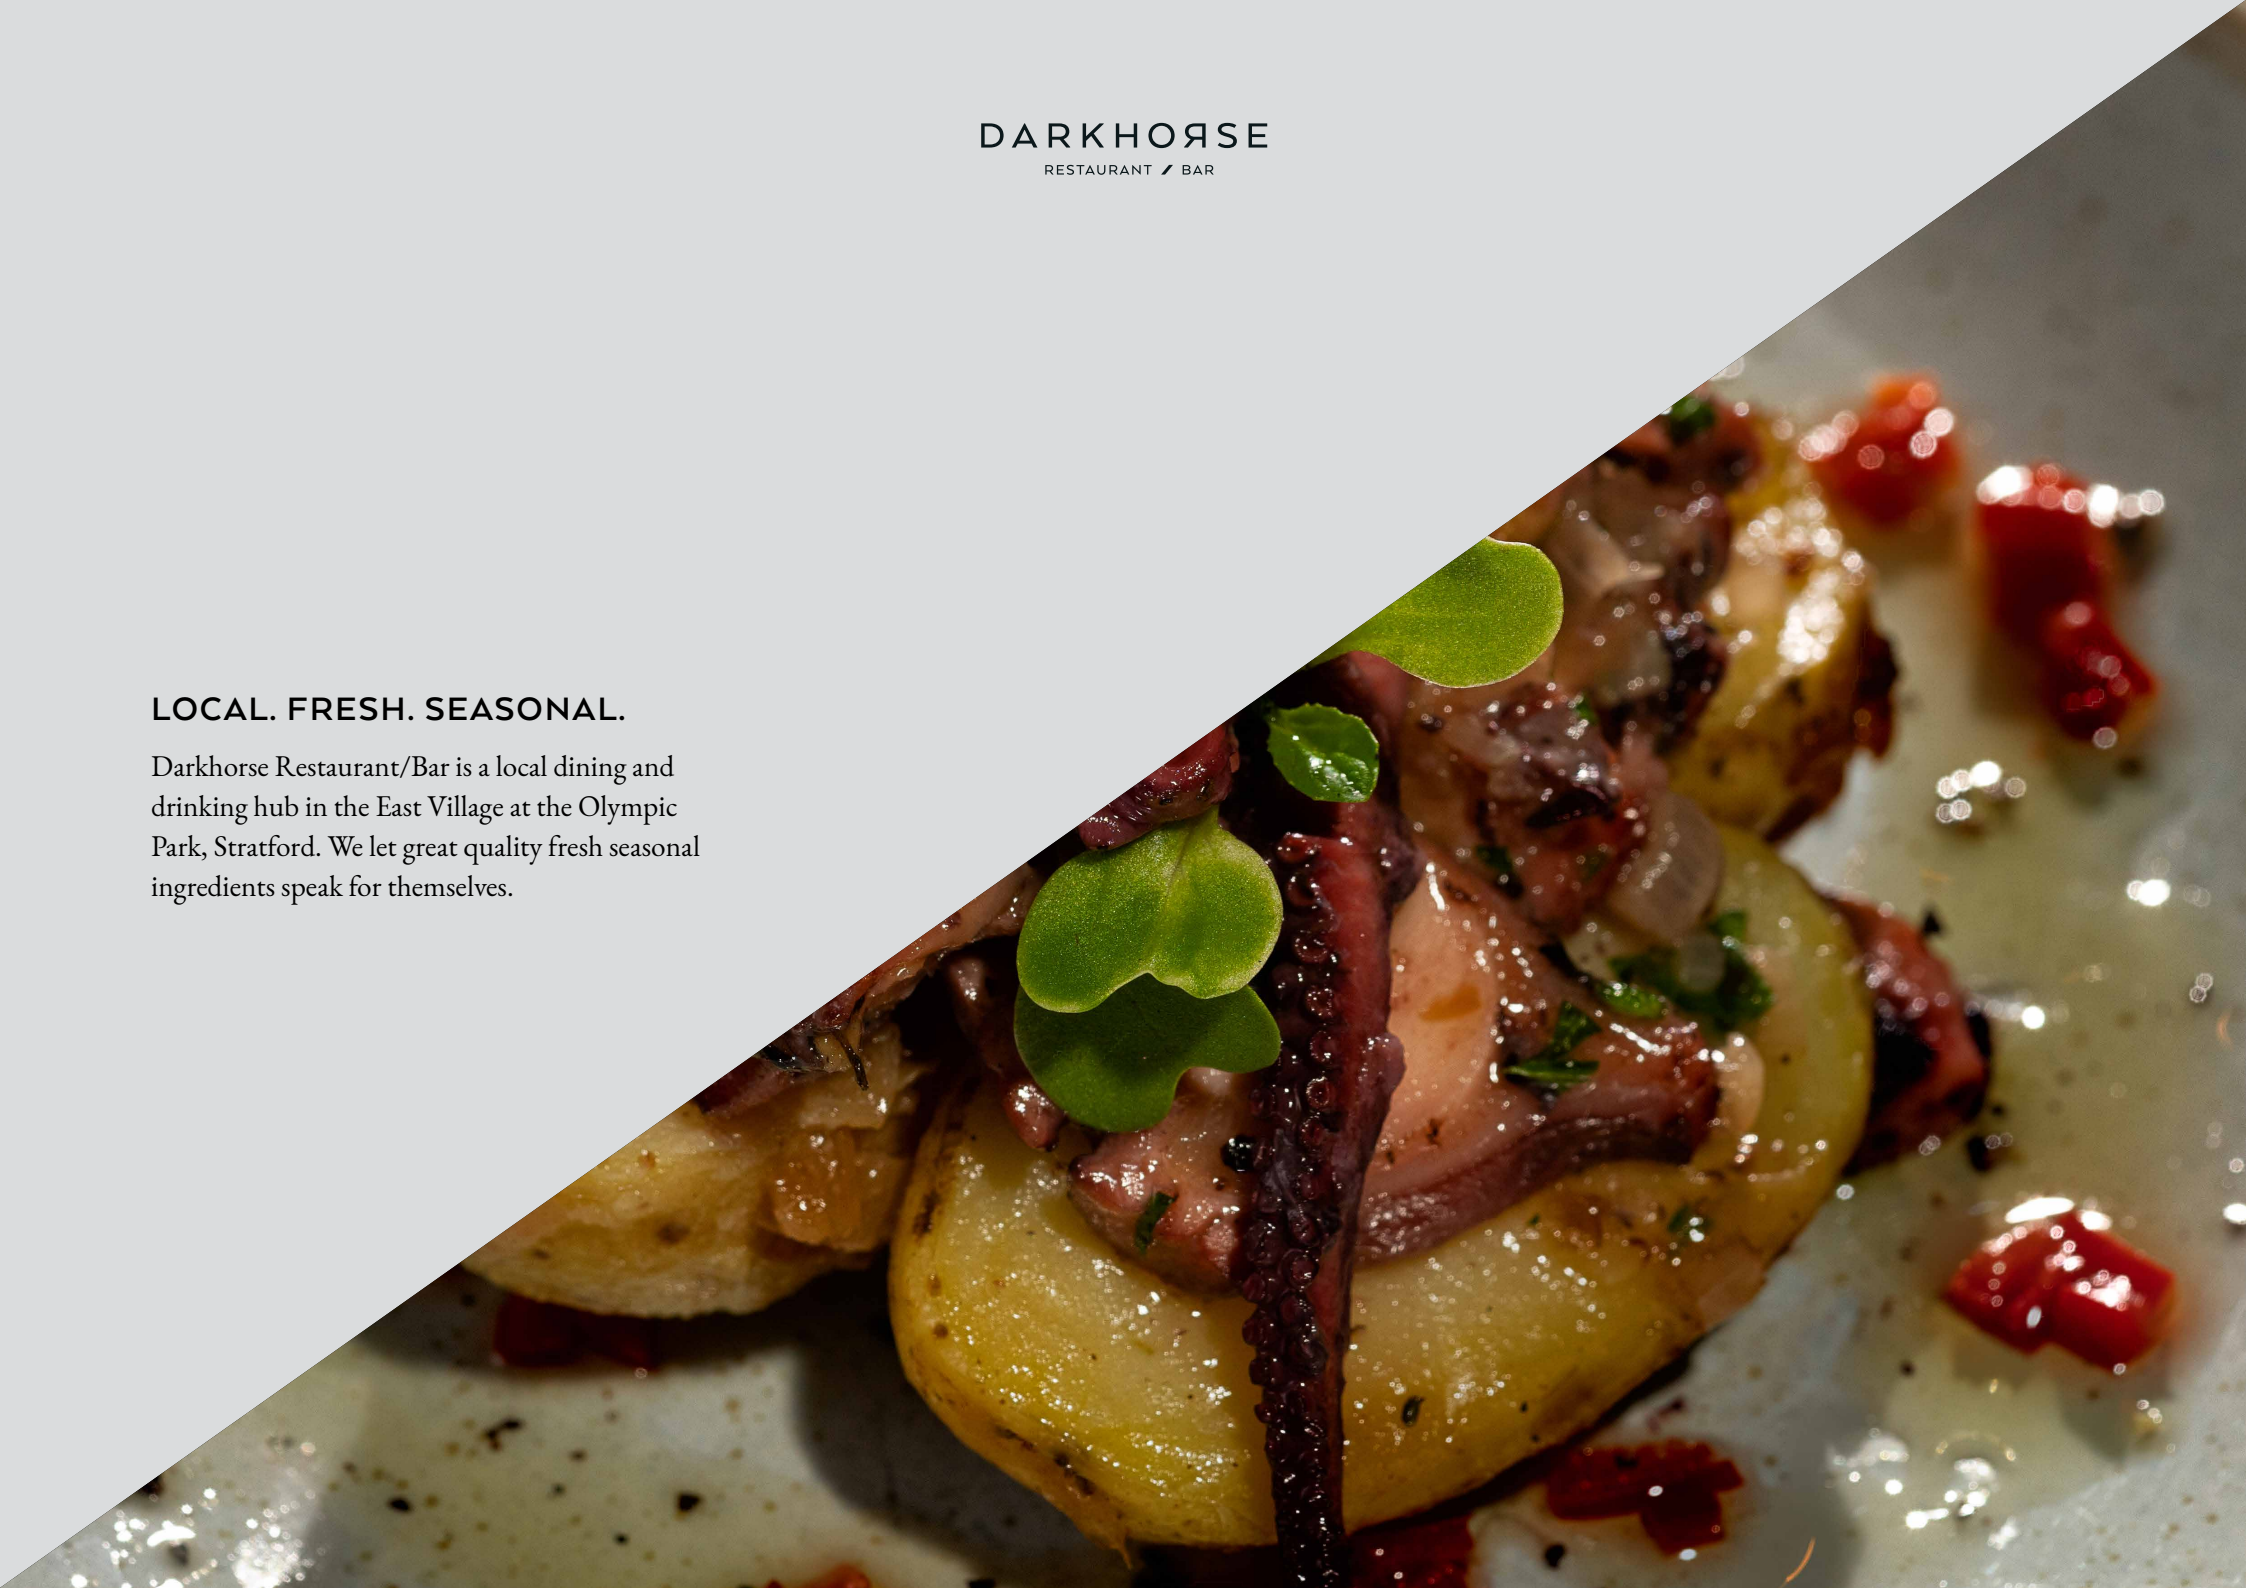 DARKHORSE
RESTAURANT / BAR
LOCAL. FRESH. SEASONAL.
Darkhorse Restaurant/Bar is a local dining and
drinking hub in the East Village at the Olympic
Park, Stratford. We let great quality fresh seasonal
ingredients speak for themselves.